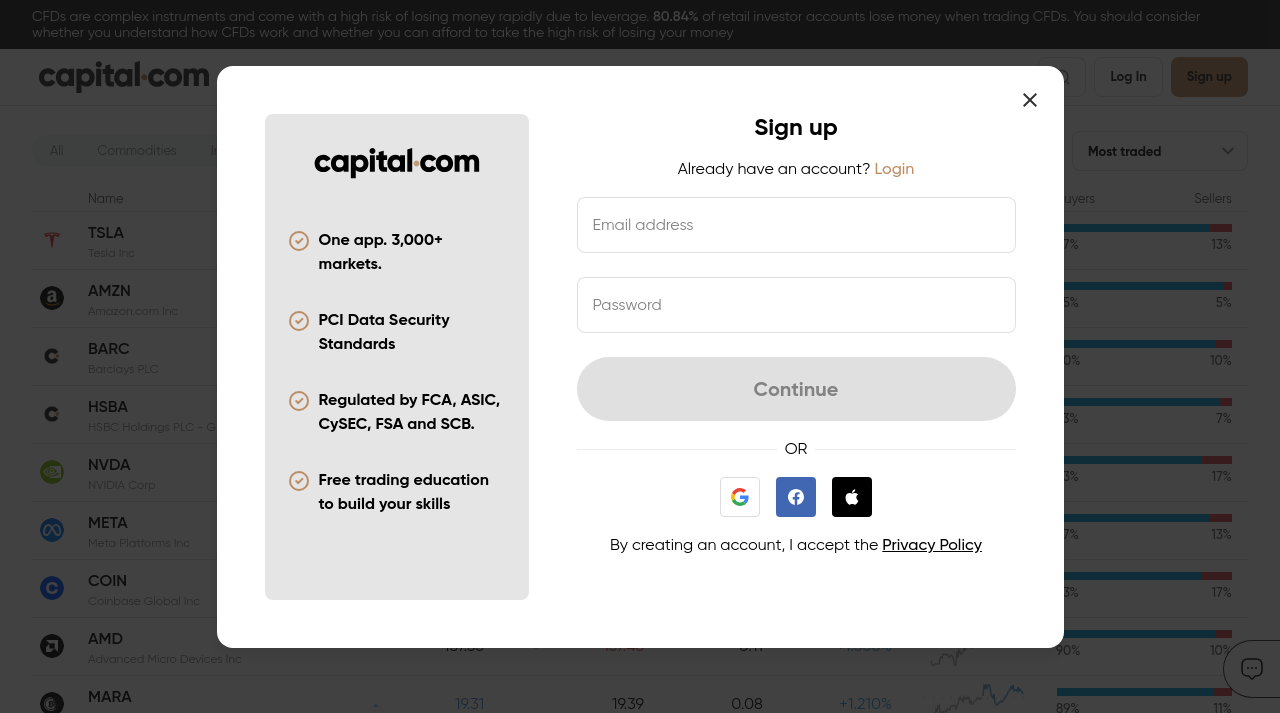 CFDs are complex instruments and come with a high risk of losing money rapidly due to leverage. 80.84% of retail investor accounts lose money when trading CFDs. You should consider
whether you understand how CFDs work and whether you can afford to take the high risk of losing your money
capital.com
Log In
Sign up
All
Commodities
Most traded
Name
Sellers
TSLA
Tesla Inc
13%
AMZN
Amazon.com Inc
5%
BARC
Barclays PLC
10%
HSBA
HSBC Holdings PLC - G
7%
NVDA
NVIDIA Corp
17%
META
Meta Platforms Inc
13%
COIN
Coinbase Global Inc
17%
AMD
Advanced Micro Devices Inc
90%
10%
MARA
-
19.31
19.39
0.08
+1.210%
89%
11%
capital.com
One app. 3,000+
markets.
PCI Data Security
Standards
Regulated by FCA, ASIC,
CySEC, FSA and SCB.
Free trading education
to build your skills
Sign up
Already have an account? Login
Email address
Password
Continue
OR
By creating an account, I accept the Privacy Policy